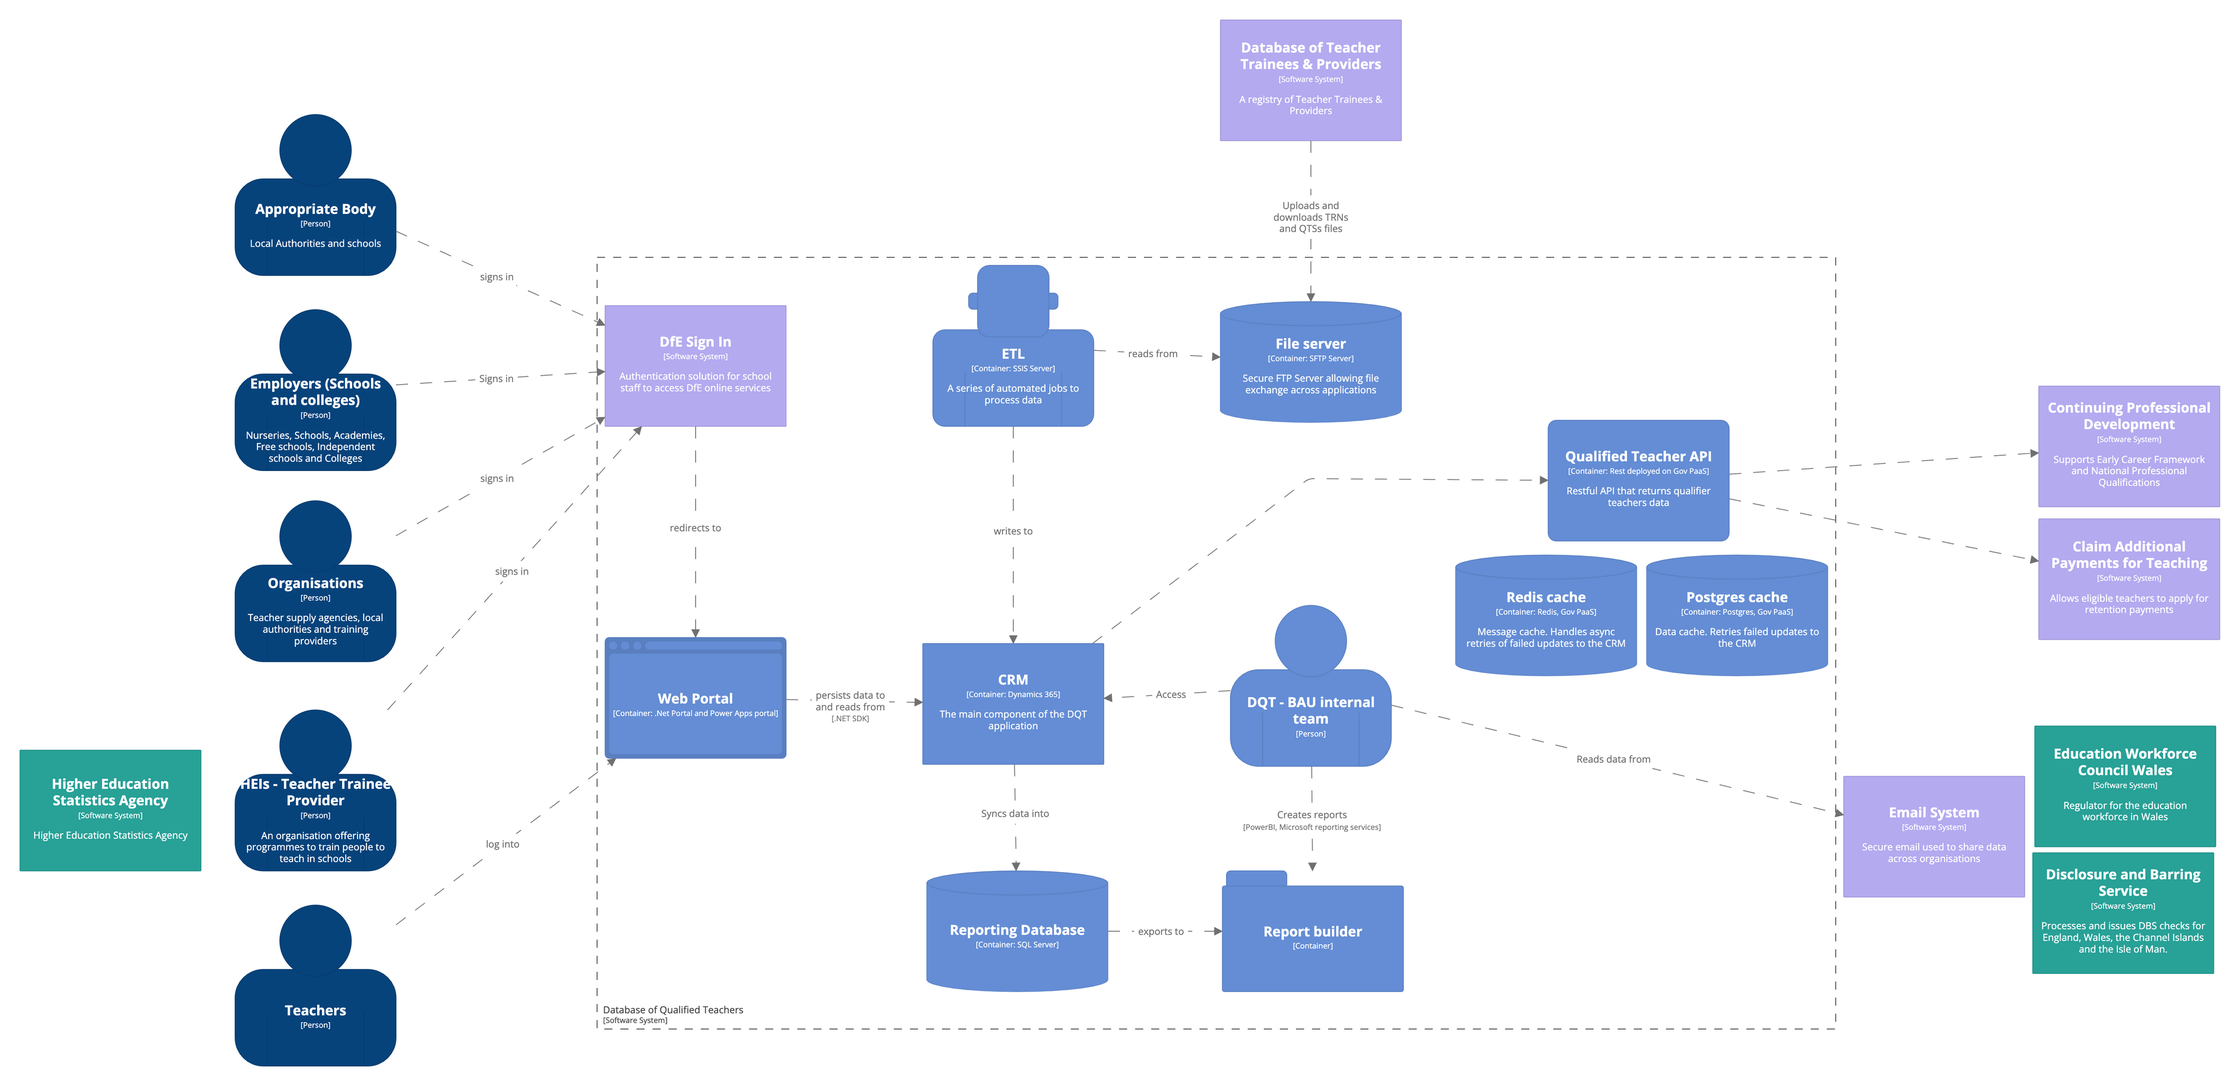 Database of Teacher
Trainees & Providers
[Software System]
A registry of Teacher Trainees &
Providers
Uploads and
downloads TRNs
and QTSs files
Appropriate Body
[Person]
Local Authorities and schools
signs in
Employers (Schools
and colleges)
[Person]
Nurseries, Schools, Academies,
Free schools, Independent
schools and Colleges
Signs in
Organisations
[Person]
Teacher supply agencies, local
authorities and training
providers
signs in
HEIs - Teacher Trainee
Provider
[Person]
An organisation offering
programmes to train people to
teach in schools
signs in
Teachers
[Person]
log into
Higher Education
Statistics Agency
[Software System]
Higher Education Statistics Agency
DfE Sign In
[Software System]
Authentication solution for school
staff to access DfE online services
redirects to
Web Portal
[Container: .Net Portal and Power Apps portal]
persists data to
and reads from
[.NET SDK]
ETL
[Container: SSIS Server]
A series of automated jobs to
process data
reads from
File server
[Container: SFTP Server]
Secure FTP Server allowing file
exchange across applications
writes to
CRM
[Container: Dynamics 365]
The main component of the DQT
application
Access
DQT - BAU internal
team
[Person]
Syncs data into
Creates reports
[PowerBI, Microsoft reporting services]
Reads data from
Reporting Database
[Container: SQL Server]
exports to
Report builder
[Container]
Qualified Teacher API
[Container: Rest deployed on Gov PaaS]
Restful API that returns qualifier
teachers data
Redis cache
[Container: Redis, Gov PaaS]
Message cache. Handles async
retries of failed updates to the CRM
Postgres cache
[Container: Postgres, Gov PaaS]
Data cache. Retries failed updates to
the CRM
Database of Qualified Teachers
[Software System]
Continuing Professional
Development
[Software System]
Supports Early Career Framework
and National Professional
Qualifications
Claim Additional
Payments for Teaching
[Software System]
Allows eligible teachers to apply for
retention payments
Email System
[Software System]
Secure email used to share data
across organisations
Education Workforce
Council Wales
[Software System]
Regulator for the education
workforce in Wales
Disclosure and Barring
Service
[Software System]
Processes and issues DBS checks for
England, Wales, the Channel Islands
and the Isle of Man.